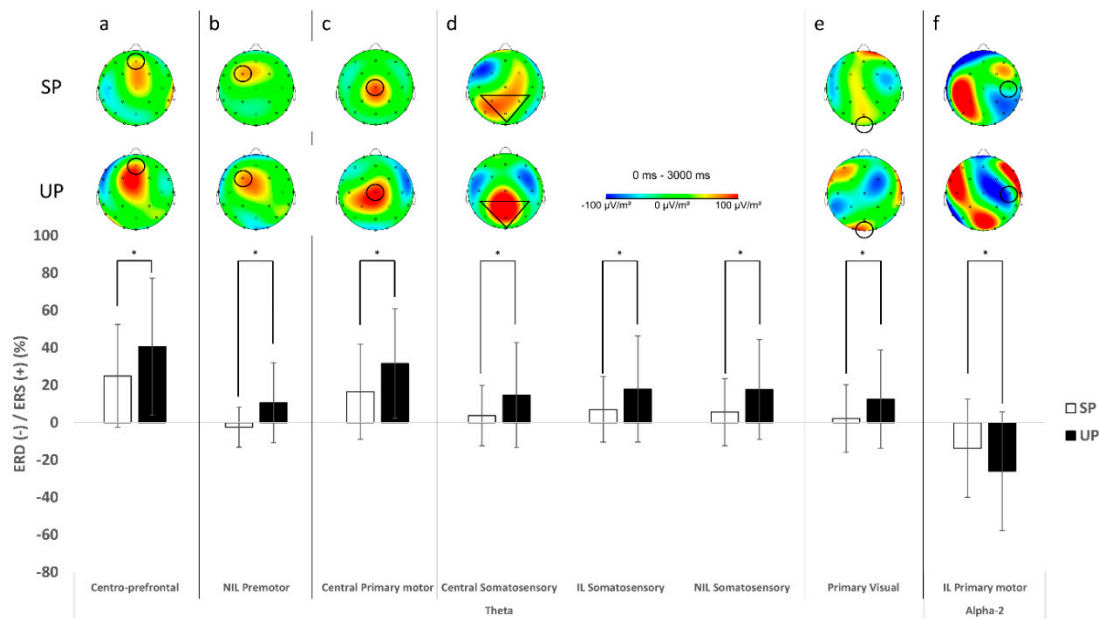 a b c d e f
SP
UP
0 ms - 3000 ms
-100 µV/m² 0 µV/m² 100 µV/m²
100
80
60
40
20
0
-20
-40
-60
-80
ERD (-) / ERS (+) (%)
* * * * * * * *
SP
UP
Centro-prefrontal NIL Premotor Central Primary motor Central Somatosensory IL Somatosensory NIL Somatosensory Primary Visual IL Primary motor
Theta Alpha-2